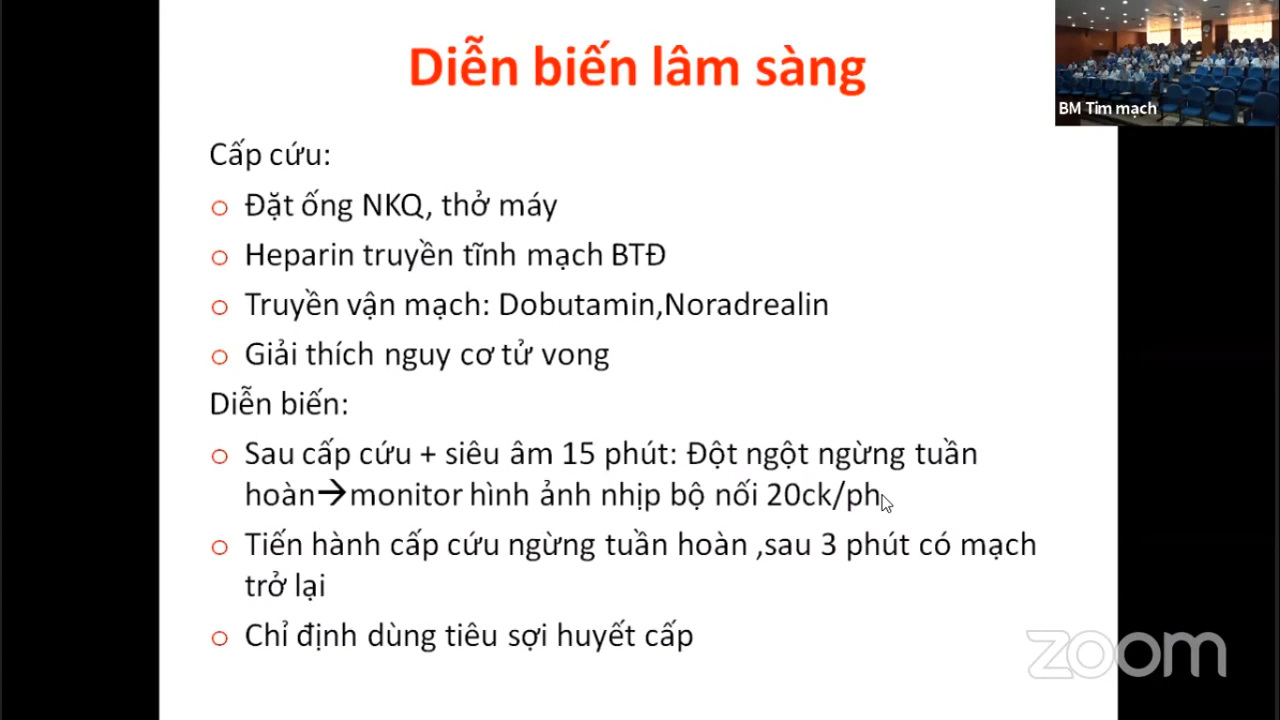 Diễn biến lâm sàng
BM Tim mạch
Cấp cứu:
Đặt ống NKQ, thở máy
Heparin truyền tĩnh mạch BTĐ
Truyền vận mạch: Dobutamin,Noradrealin
Giải thích nguy cơ tử vong
Diễn biến:
Sau cấp cứu + siêu âm 15 phút: Đột ngột ngừng tuần
hoàn→monitor hình ảnh nhịp bộ nối 20ck/ph
Tiến hành cấp cứu ngừng tuần hoàn ,sau 3 phút có mạch
trở lại
Chỉ định dùng tiêu sợi huyết cấp
zoom